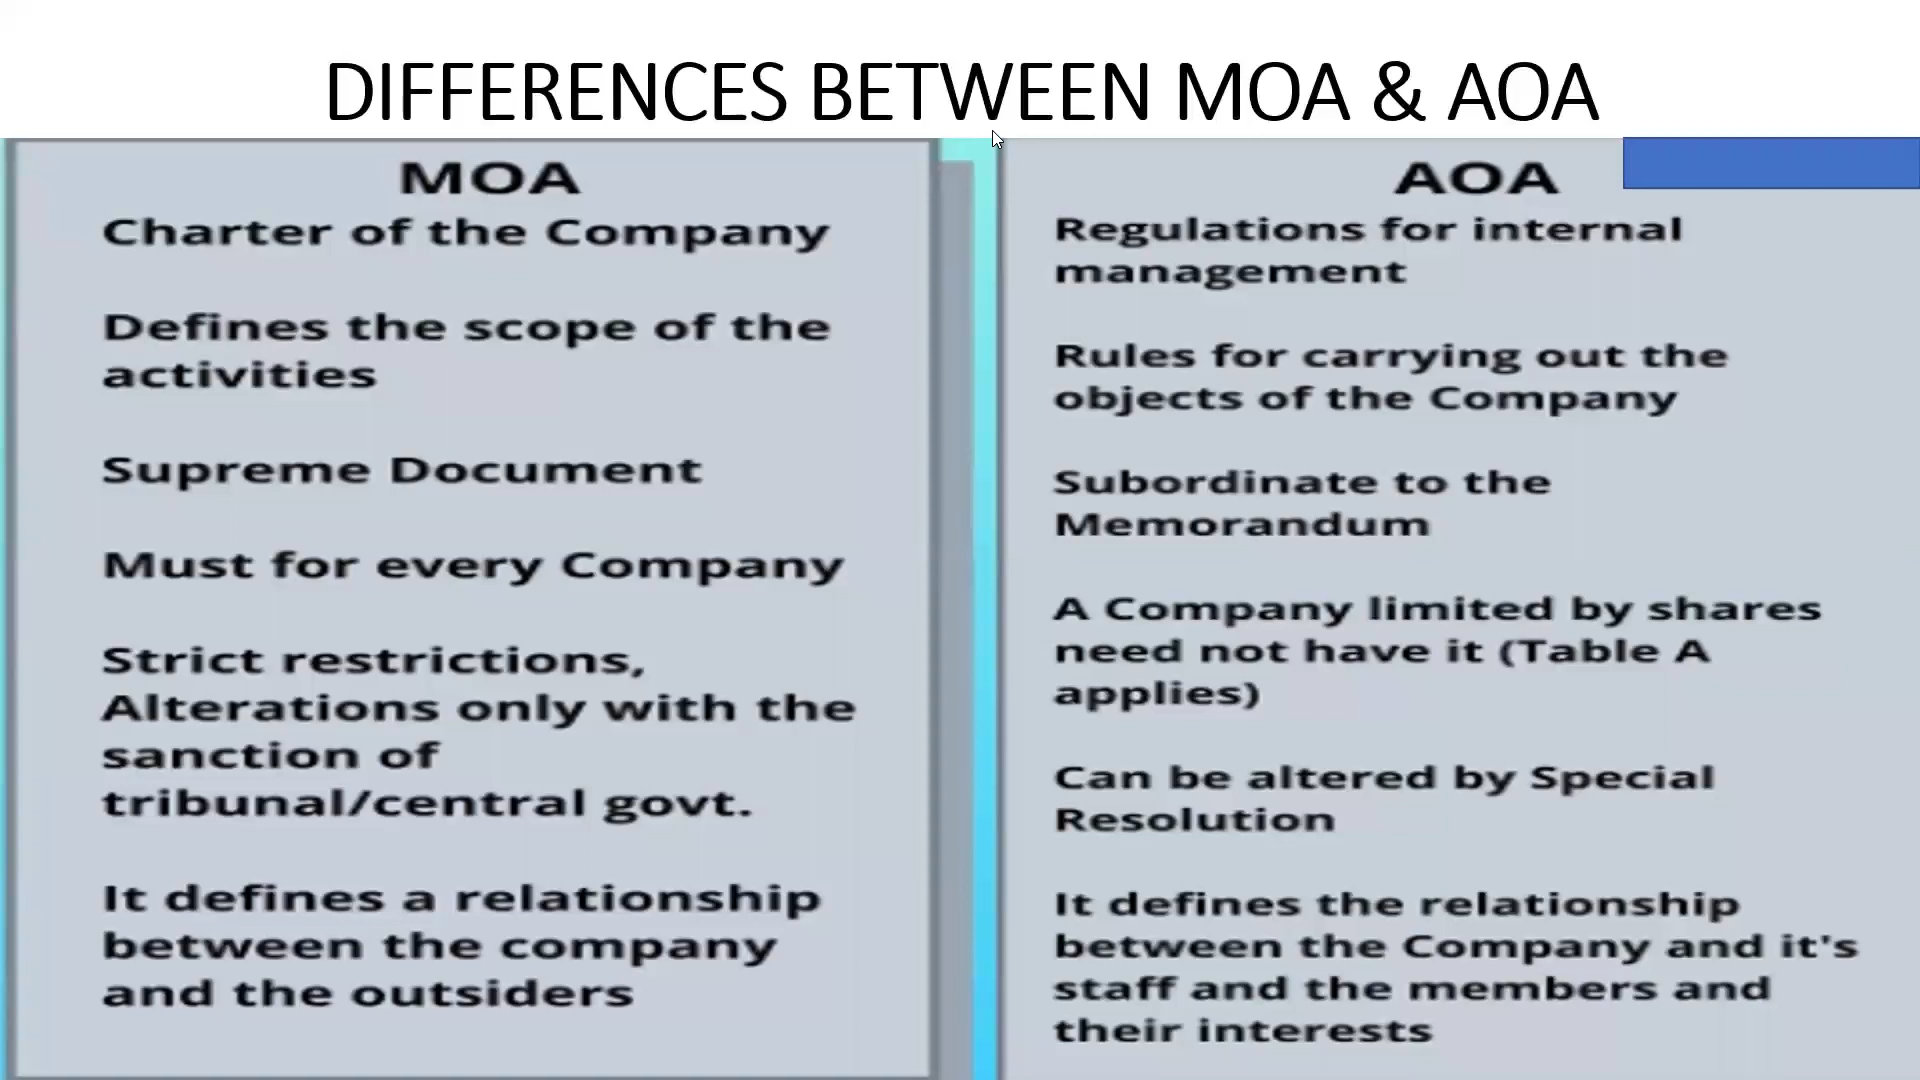 DIFFERENCES BETWEEN MOA & AOA
MOA
Charter of the Company
Defines the scope of the
activities
Supreme Document
Must for every Company
Strict restrictions,
Alterations only with the
sanction of
tribunal/central govt.
It defines a relationship
between the company
and the outsiders
AOA
Regulations for internal
management
Rules for carrying out the
objects of the Company
Subordinate to the
Memorandum
A Company limited by shares
need not have it (Table A
applies)
Can be altered by Special
Resolution
It defines the relationship
between the Company and it's
staff and the members and
their interests